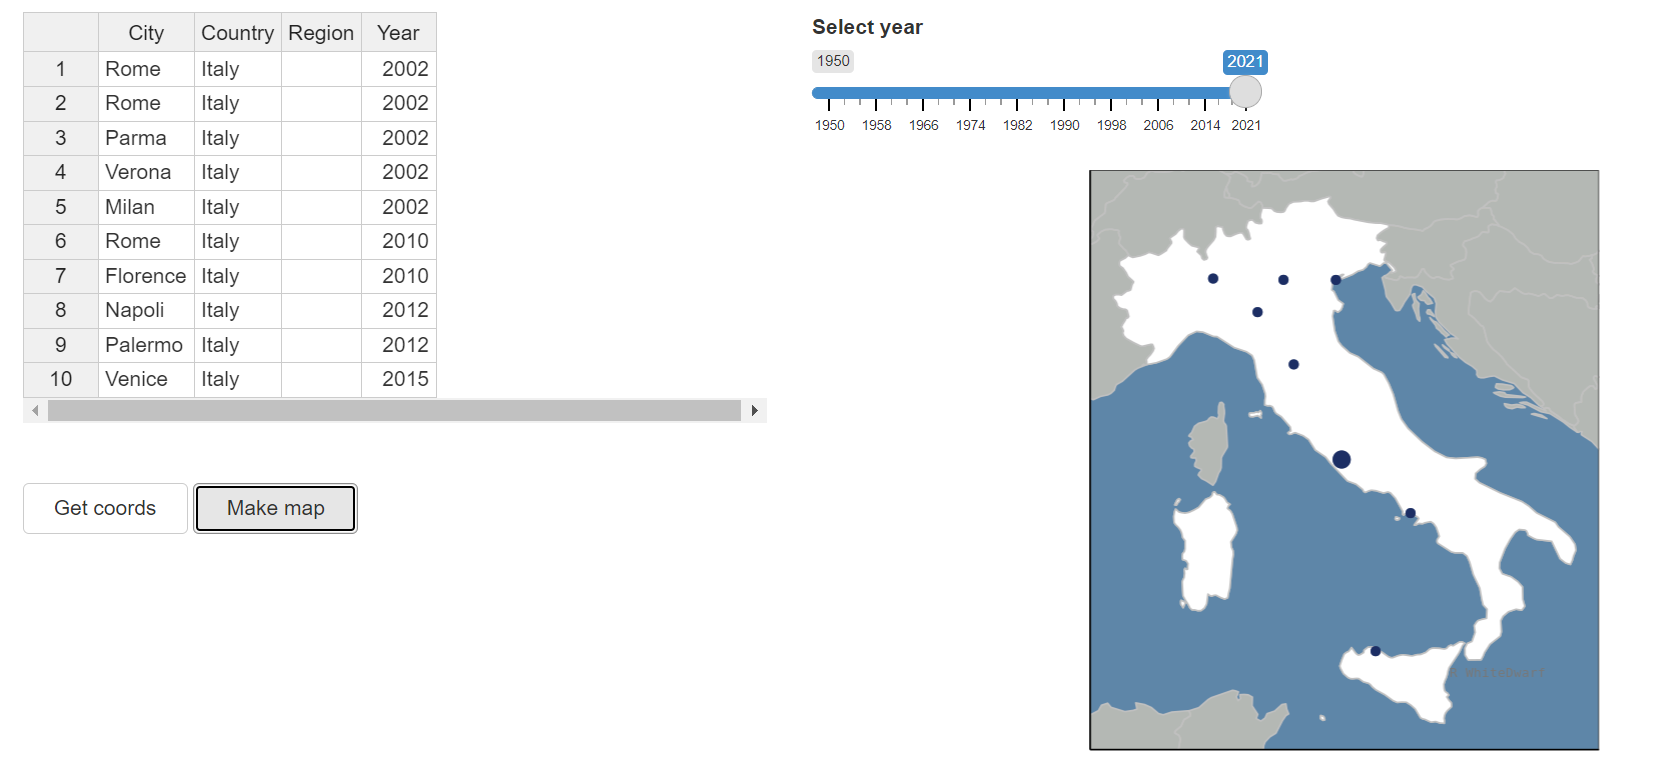 City Country Region Year
1 Rome Italy 2002
2 Rome Italy 2002
3 Parma Italy 2002
4 Verona Italy 2002
5 Milan Italy 2002
6 Rome Italy 2010
7 Florence Italy 2010
8 Napoli Italy 2012
9 Palermo Italy 2012
10 Venice Italy 2015
Get coords Make map
Select year
1950 2021
1950 1958 1966 1974 1982 1990 1998 2006 2014 2021
WhiteDwarf